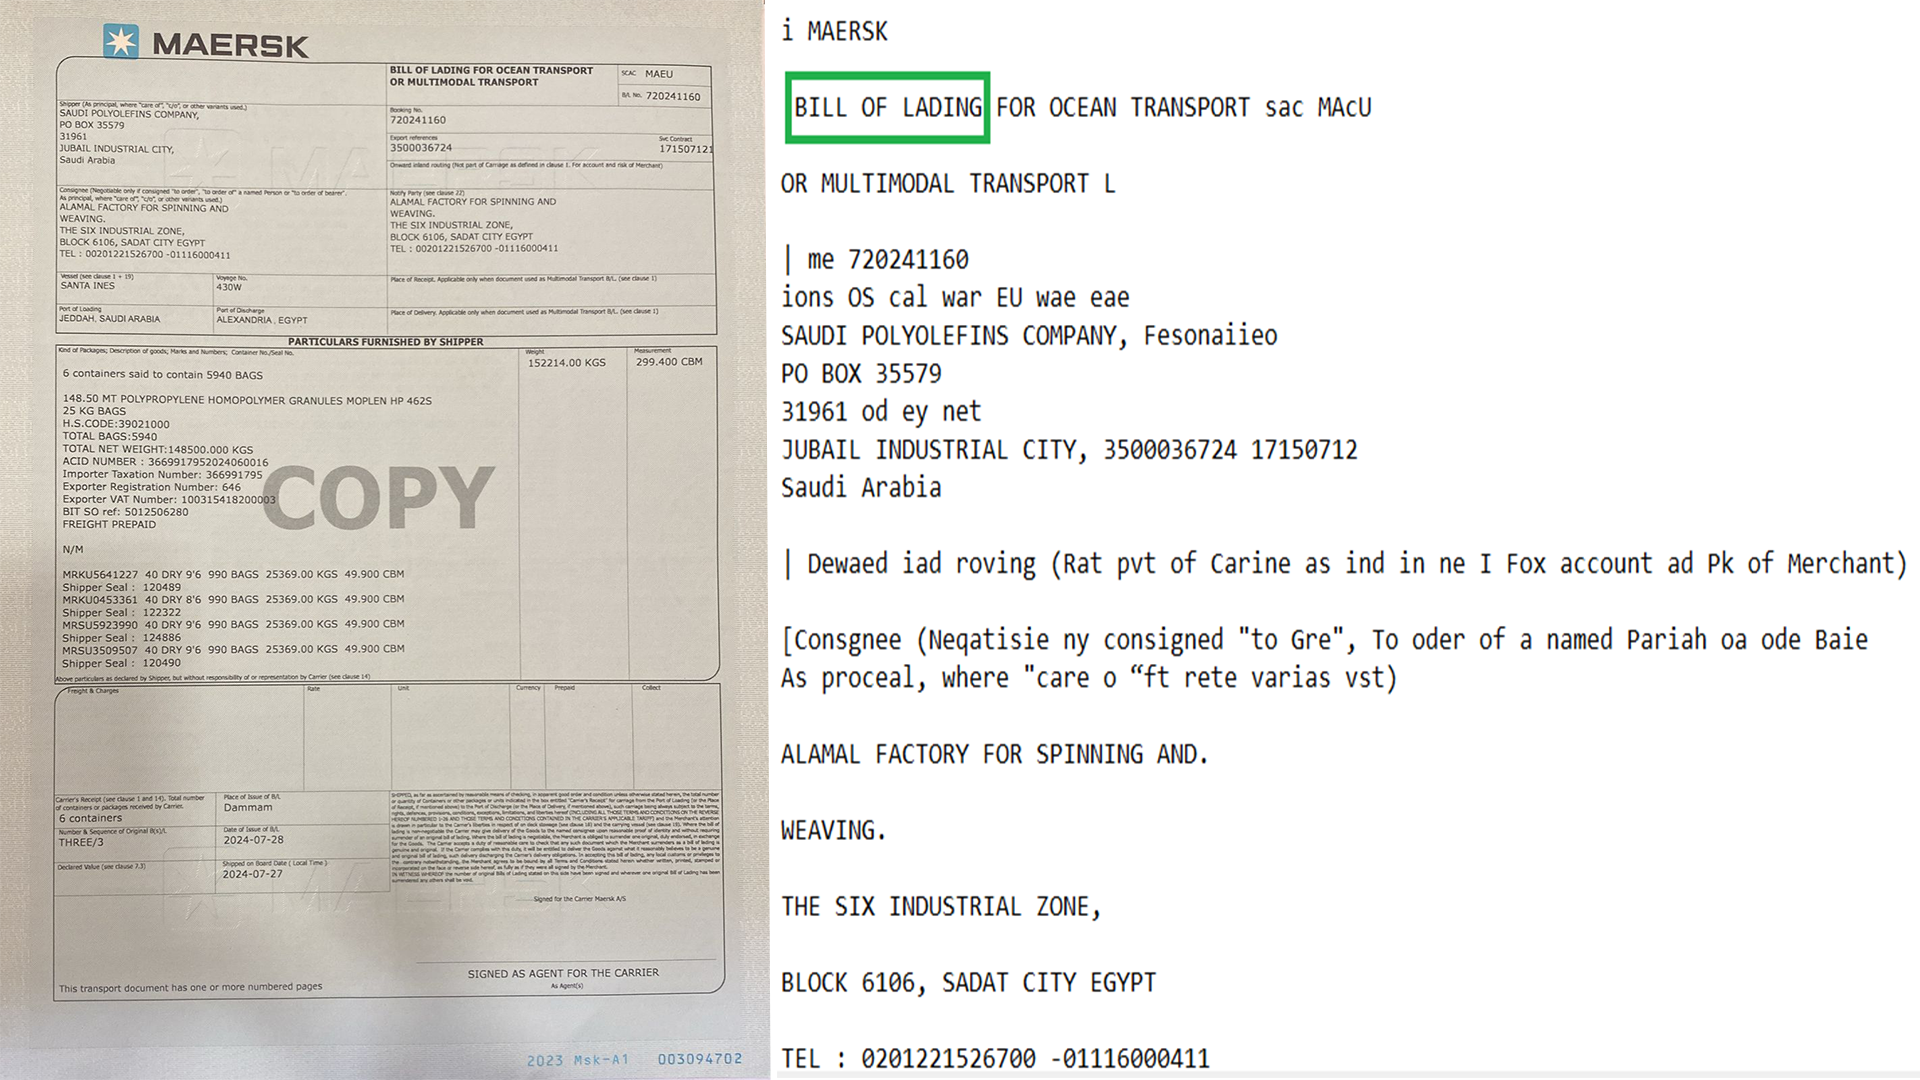 MAERSK
BILL OF LADING FOR OCEAN TRANSPORT
OR MULTIMODAL TRANSPORT
SCAC MAEU
B/L No. 720241160
Shipper (As principal, where "care of", "c/o", or other variants used.)
SAUDI POLYOLEFINS COMPANY,
PO BOX 35579
31961
JUBAIL INDUSTRIAL CITY,
Saudi Arabia
Booking No.
720241160
Export references
3500036724
Svc Contract
171507121
Onward inland routing (Not part of Carriage as defined in clause 1. For account and risk of Merchant)
Consignee (Negotiable only if consigned "to order", "to order of" a named Person or "to order of bearer".
As principal, where "care of", "c/o", or other variants used.)
ALAMAL FACTORY FOR SPINNING AND
WEAVING.
THE SIX INDUSTRIAL ZONE,
BLOCK 6106, SADAT CITY EGYPT
TEL : 00201221526700 -01116000411
Notify Party (see clause 22)
ALAMAL FACTORY FOR SPINNING AND
WEAVING.
THE SIX INDUSTRIAL ZONE,
BLOCK 6106, SADAT CITY EGYPT
TEL : 00201221526700 -01116000411
Vessel (see clause 1 + 19)
SANTA INES
Voyage No.
430W
Place of Receipt. Applicable only when document used as Multimodal Transport B/L. (see clause 1)
Port of Loading
JEDDAH, SAUDI ARABIA
Port of Discharge
ALEXANDRIA , EGYPT
Place of Delivery. Applicable only when document used as Multimodal Transport B/L. (see clause 1)
PARTICULARS FURNISHED BY SHIPPER
Kind of Packages; Description of goods; Marks and Numbers; Container No./Seal No.
Weight
152214.00 KGS
Measurement
299.400 CBM
6 containers said to contain 5940 BAGS
148.50 MT POLYPROPYLENE HOMOPOLYMER GRANULES MOPLEN HP 462S
25 KG BAGS
H.S.CODE:39021000
TOTAL BAGS:5940
TOTAL NET WEIGHT:148500.000 KGS
ACID NUMBER : 3669917952024060016
Importer Taxation Number: 366991795
Exporter Registration Number: 646
Exporter VAT Number: 100315418200003
BIT SO ref: 5012506280
FREIGHT PREPAID
COPY
N/M
MRKU5641227 40 DRY 9'6 990 BAGS 25369.00 KGS 49.900 CBM
Shipper Seal : 120489
MRKU0453361 40 DRY 8'6 990 BAGS 25369.00 KGS 49.900 CBM
Shipper Seal : 122322
MRSU5923990 40 DRY 9'6 990 BAGS 25369.00 KGS 49.900 CBM
Shipper Seal : 124886
MRSU3509507 40 DRY 9'6 990 BAGS 25369.00 KGS 49.900 CBM
Shipper Seal : 120490
Above particulars as declared by Shipper, but without responsibility of or representation by Carrier (see clause 14)
Freight & Charges
Rate
Unit
Currency
Prepaid
Collect
Carrier's Receipt (see clause 1 and 14). Total number
of containers or packages received by Carrier.
6 containers
Place of Issue of B/L
Dammam
Number & Sequence of Original B(s)/L
THREE/3
Date of Issue of B/L
2024-07-28
Declared Value (see clause 7.3)
Shipped on Board Date ( Local Time )
2024-07-27
Signed for the Carrier Maersk A/S
SIGNED AS AGENT FOR THE CARRIER
As Agent(s)
This transport document has one or more numbered pages
2023 Msk-A1 003094702
i MAERSK
BILL OF LADING FOR OCEAN TRANSPORT sac MAcU
OR MULTIMODAL TRANSPORT L
| me 720241160
ions OS cal war EU wae eae
SAUDI POLYOLEFINS COMPANY, Fesonaiieo
PO BOX 35579
31961 od ey net
JUBAIL INDUSTRIAL CITY, 3500036724 17150712
Saudi Arabia
| Dewaed iad roving (Rat pvt of Carine as ind in ne I Fox account ad Pk of Merchant)
[Consgnee (Neqatisie ny consigned "to Gre", To oder of a named Pariah oa ode Baie
As proceal, where "care o “ft rete varias vst)
ALAMAL FACTORY FOR SPINNING AND.
WEAVING.
THE SIX INDUSTRIAL ZONE,
BLOCK 6106, SADAT CITY EGYPT
TEL : 0201221526700 -01116000411